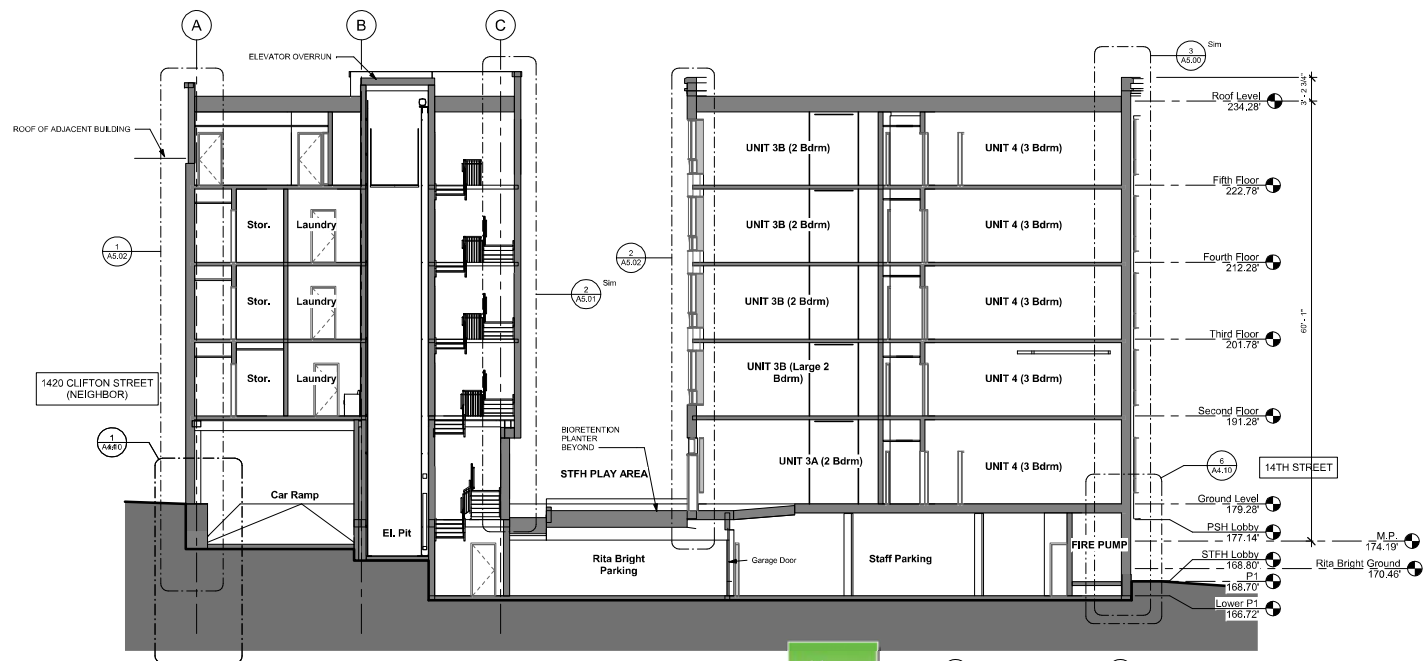 A
B
C
ELEVATOR OVERRUN
3
A5.00
Sim
3' - 2 3/4"
Roof Level
234.28'
ROOF OF ADJACENT BUILDING
UNIT 3B (2 Bdrm)
UNIT 4 (3 Bdrm)
Fifth Floor
222.78'
1
A5.02
Stor.
Laundry
2
A5.02
UNIT 3B (2 Bdrm)
UNIT 4 (3 Bdrm)
Fourth Floor
212.28'
2
A5.01
Sim
Stor.
Laundry
UNIT 3B (2 Bdrm)
UNIT 4 (3 Bdrm)
60' - 1"
Third Floor
201.78'
1420 CLIFTON STREET
(NEIGHBOR)
Stor.
Laundry
UNIT 3B (Large 2
Bdrm)
UNIT 4 (3 Bdrm)
Second Floor
191.28'
1
BIORETENTION
PLANTER
BEYOND
STFH PLAY AREA
UNIT 3A (2 Bdrm)
UNIT 4 (3 Bdrm)
6
A4.10
14TH STREET
Car Ramp
El. Pit
Ground Level
179.28'
PSH Lobby
177.14'
M.P.
174.19'
Rita Bright
Parking
Garage Door
Staff Parking
FIRE PUMP
STFH Lobby
168.80'
Rita Bright Ground
170.46'
P1
168.70'
Lower P1
166.72'